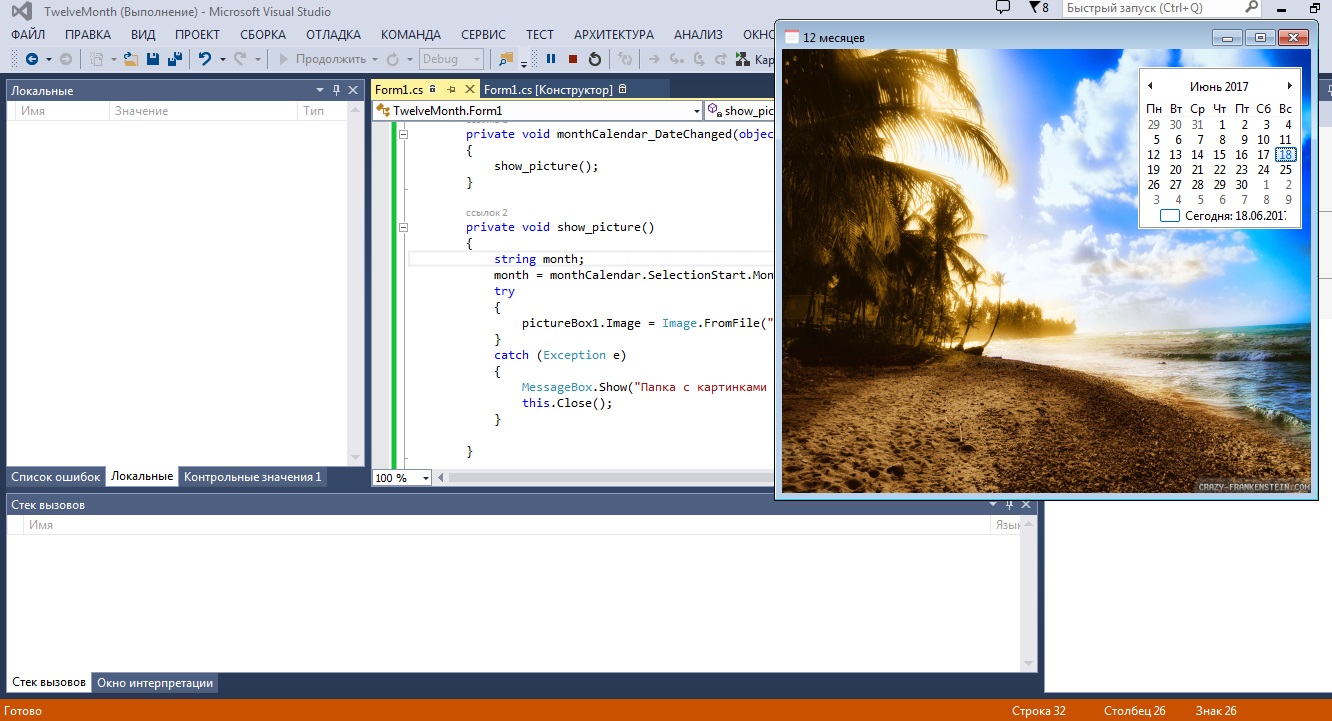 TwelveMonth (Выполнение) - Microsoft Visual Studio
8
Быстрый запуск (Ctrl+Q)
ФАЙЛ ПРАВКА ВИД ПРОЕКТ СБОРКА ОТЛАДКА КОМАНДА СЕРВИС ТЕСТ АРХИТЕКТУРА АНАЛИЗ ОКНО
Продолжить Debug
Локальные
Имя Значение Тип
Form1.cs Form1.cs [Конструктор]
TwelveMonth.Form1 show_pic
private void monthCalendar_DateChanged(objec
{
show_picture();
}
ссылок 2
private void show_picture()
{
string month;
month = monthCalendar.SelectionStart.Mon
try
{
pictureBox1.Image = Image.FromFile("
}
catch (Exception e)
{
MessageBox.Show("Папка с картинками
this.Close();
}
}
100 %
Список ошибок Локальные Контрольные значения 1
12 месяцев
Июнь 2017
Пн Вт Ср Чт Пт Сб Вс
29 30 31 1 2 3 4
5 6 7 8 9 10 11
12 13 14 15 16 17 18
19 20 21 22 23 24 25
26 27 28 29 30 1 2
3 4 5 6 7 8 9
Сегодня: 18.06.2017
CRAZY-FRANKENSTEIN.COM
Стек вызовов
Имя Язык
Стек вызовов Окно интерпретации
Готово Строка 32 Столбец 26 Знак 26